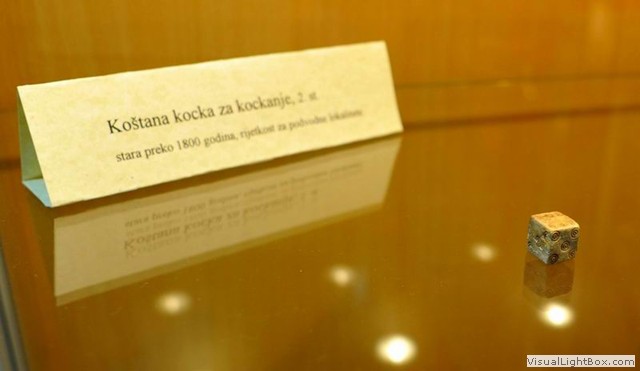 Koštana kocka za kockanje, 2. st.
stara preko 1800 godina, rijetkost za podvodne lokalitete
VisualLightBox.com